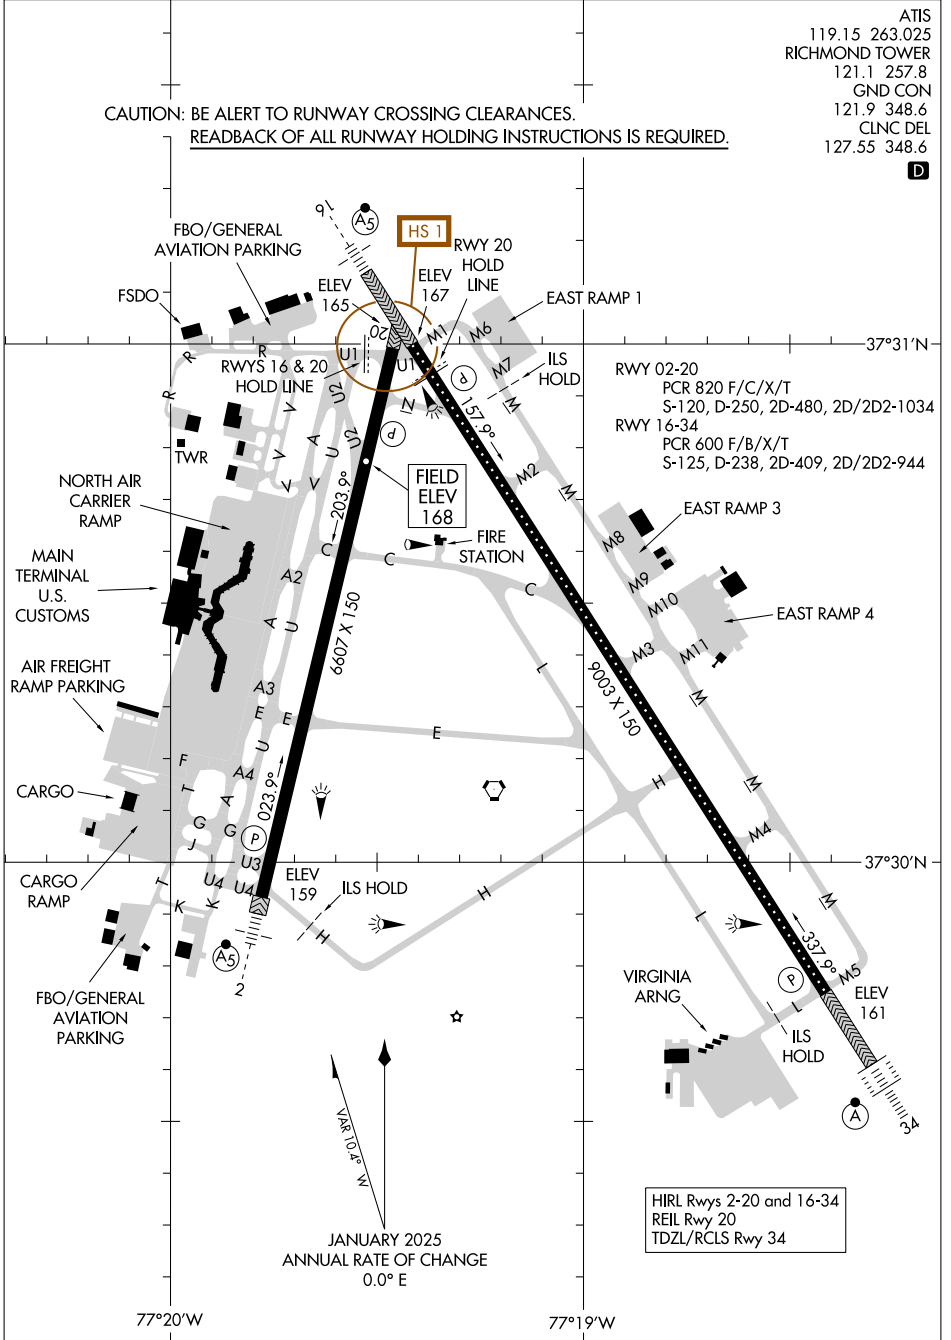 ATIS
119.15 263.025
RICHMOND TOWER
121.1 257.8
GND CON
121.9 348.6
CLNC DEL
127.55 348.6
D
CAUTION: BE ALERT TO RUNWAY CROSSING CLEARANCES.
READBACK OF ALL RUNWAY HOLDING INSTRUCTIONS IS REQUIRED.
16
A5
HS 1
FBO/GENERAL
AVIATION PARKING
RWY 20
HOLD
LINE
ELEV
165
ELEV
167
FSDO
EAST RAMP 1
20
M1
M6
R
R
U1
U1
37°31'N
RWYS 16 & 20
HOLD LINE
M7
ILS
HOLD
P
RWY 02-20
PCR 820 F/C/X/T
S-120, D-250, 2D-480, 2D/2D2-1034
RWY 16-34
PCR 600 F/B/X/T
S-125, D-238, 2D-409, 2D/2D2-944
R
V
U2
N
157.9°
M
V
A
U2
P
TWR
V
U
M2
NORTH AIR
CARRIER
RAMP
V
V
203.9°
FIELD
ELEV
168
M
EAST RAMP 3
FIRE
STATION
M8
MAIN
TERMINAL
U.S.
CUSTOMS
C
C
A2
C
M9
M10
EAST RAMP 4
A
U
6607 X 150
M3
M11
AIR FREIGHT
RAMP PARKING
L
9003 X 150
A3
M
E
E
E
U
F
A4
023.9°
T
H
M
CARGO
A
G
G
P
J
M4
U3
37°30'N
CARGO
RAMP
T
U4
U4
ELEV
159
ILS HOLD
K
K
H
H
L
M
A5
2
337.9°
FBO/GENERAL
AVIATION
PARKING
VIRGINIA
ARNG
P
M5
ELEV
161
L
ILS
HOLD
A
34
VAR 10.4° W
HIRL Rwys 2-20 and 16-34
REIL Rwy 20
TDZL/RCLS Rwy 34
JANUARY 2025
ANNUAL RATE OF CHANGE
0.0° E
77°20'W
77°19'W